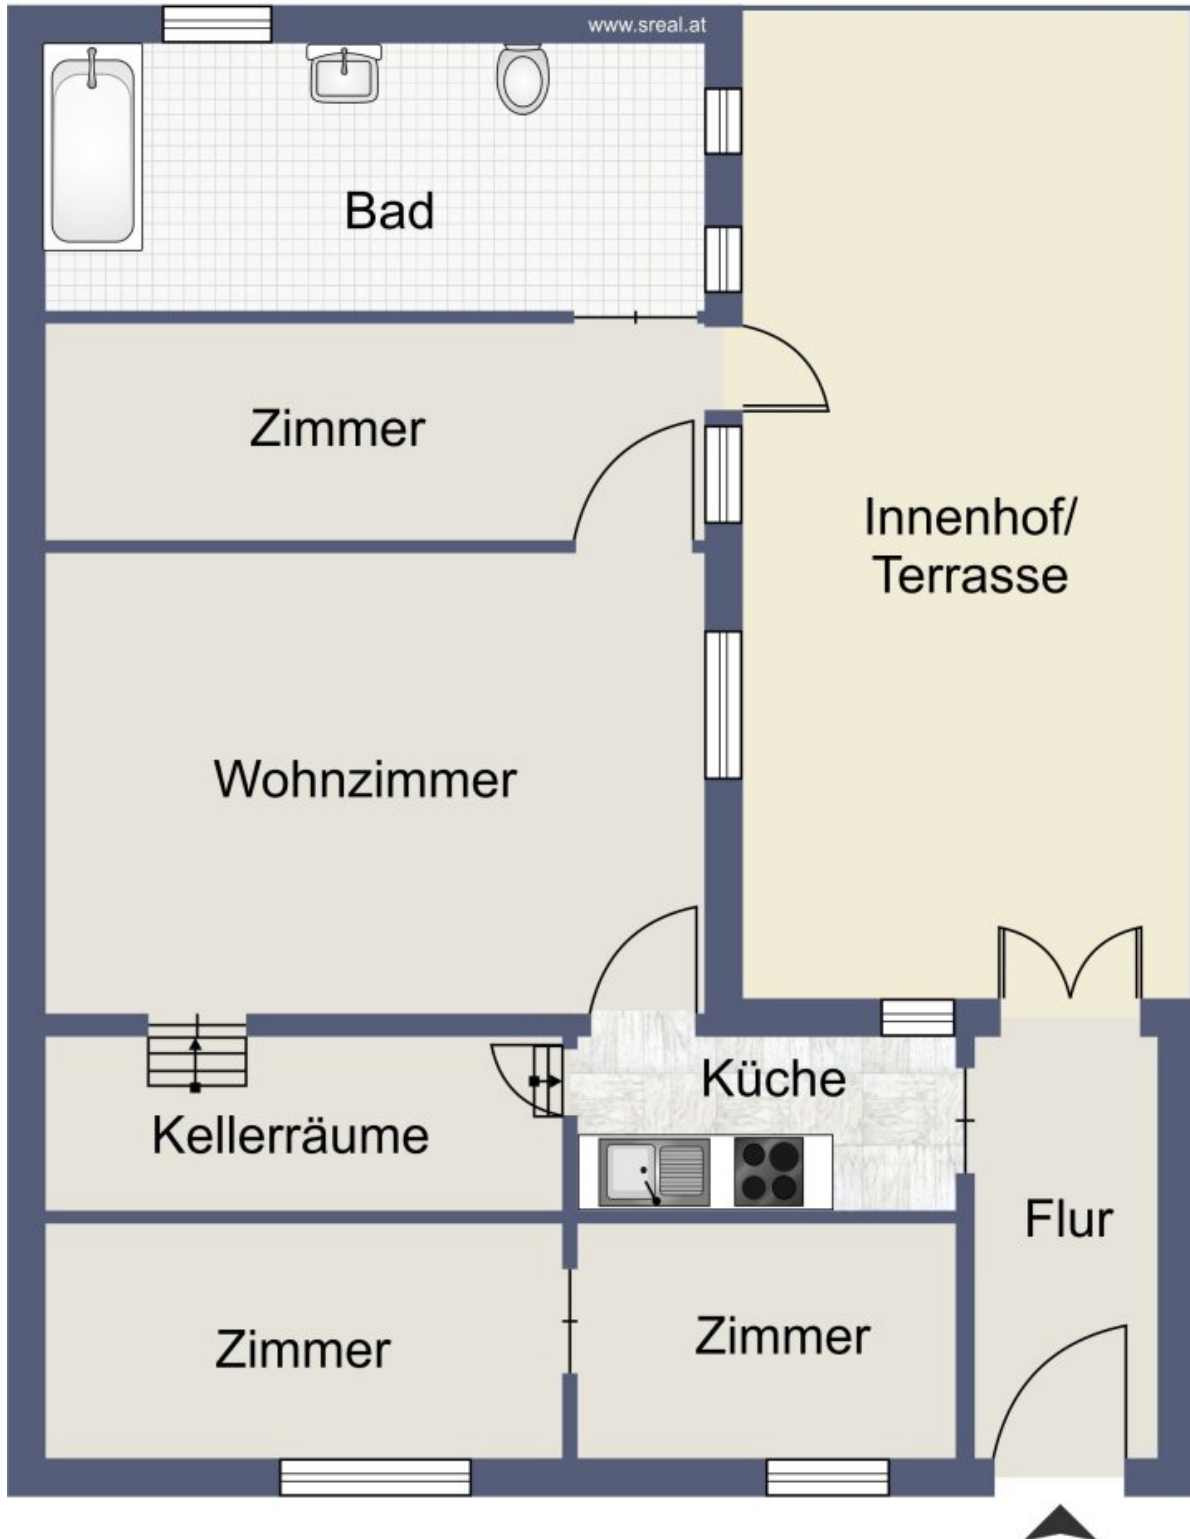 www.sreal.at
Bad
Zimmer
Innenhof/
Terrasse
Wohnzimmer
Küche
Kellerräume
Flur
Zimmer
Zimmer